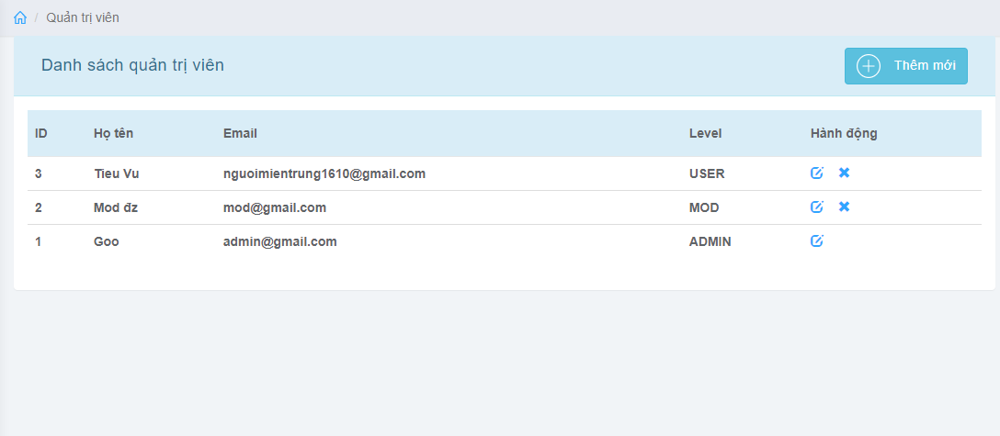 / Quản trị viên
Danh sách quản trị viên
Thêm mới
ID Họ tên Email Level Hành động
3 Tieu Vu nguoimientrung1610@gmail.com USER
2 Mod đz mod@gmail.com MOD
1 Goo admin@gmail.com ADMIN